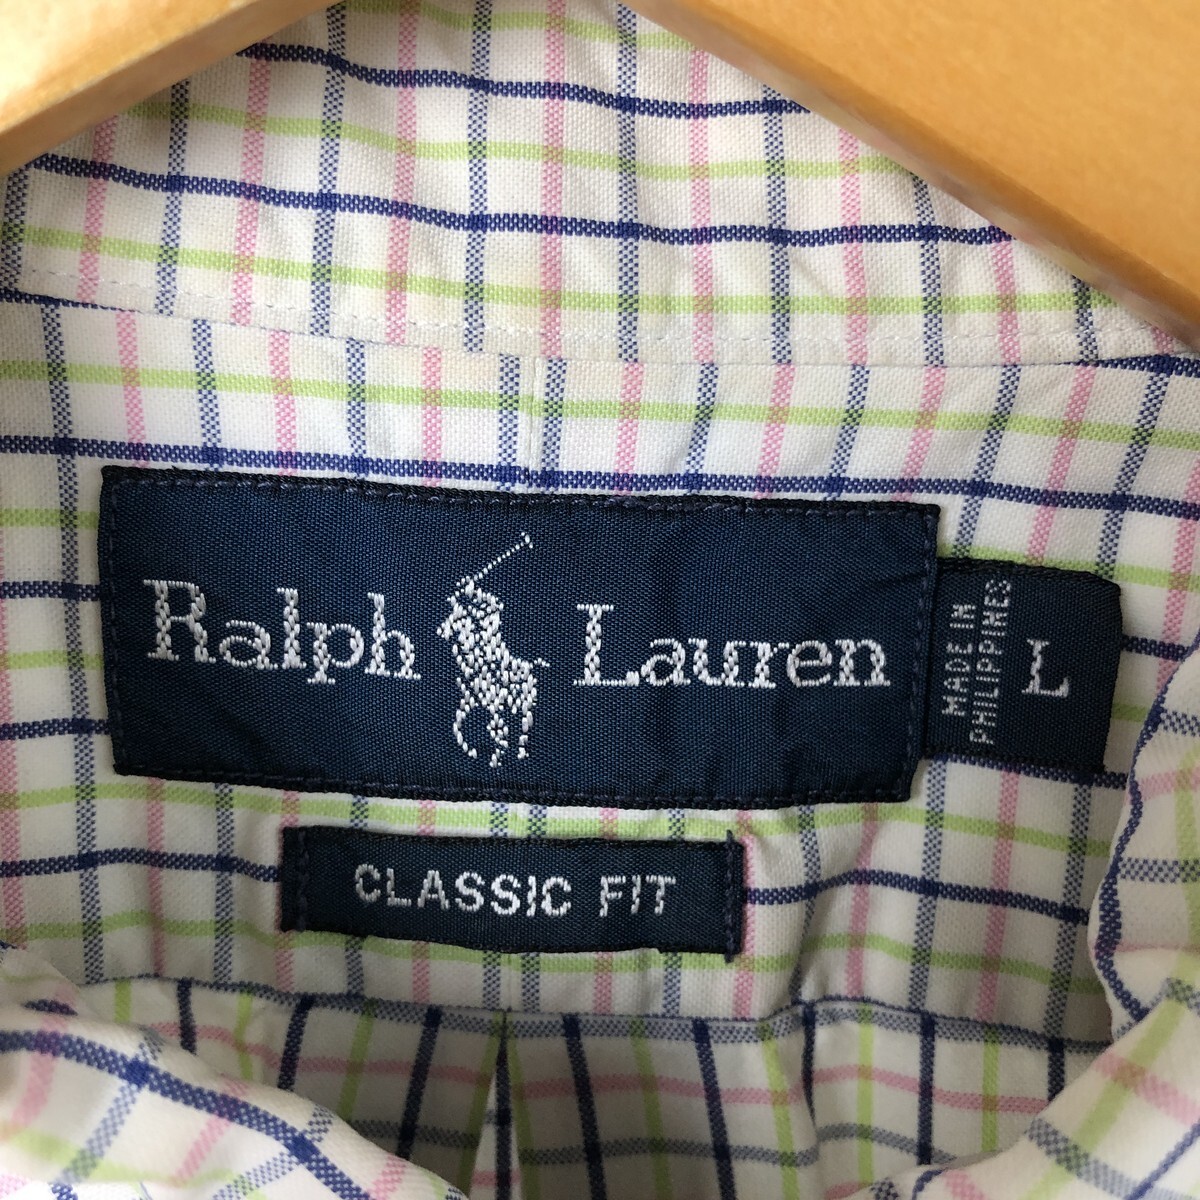 Ralph Lauren
MADE IN
PHILIPPINES
L
CLASSIC FIT